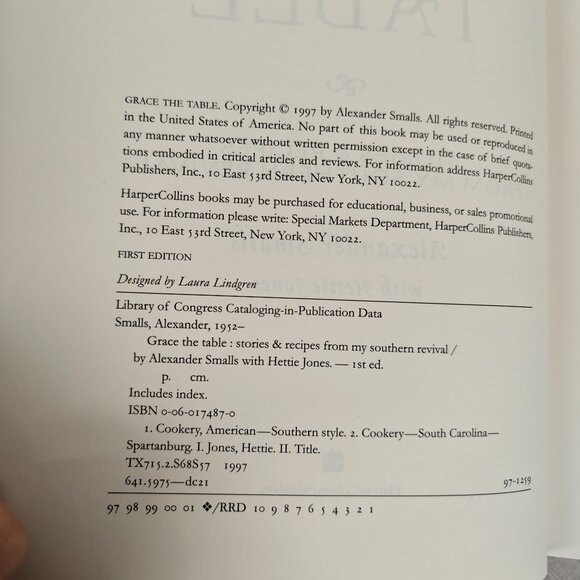 TABLE
GRACE THE TABLE. Copyright © 1997 by Alexander Smalls. All rights reserved. Printed
in the United States of America. No part of this book may be used or reproduced in
any manner whatsoever without written permission except in the case of brief quota-
tions embodied in critical articles and reviews. For information address HarperCollins
Publishers, Inc., 10 East 53rd Street, New York, NY 10022.
HarperCollins books may be purchased for educational, business, or sales promotional
use. For information please write: Special Markets Department, HarperCollins Publishers,
Inc., 10 East 53rd Street, New York, NY 10022.
FIRST EDITION
Designed by Laura Lindgren
Library of Congress Cataloging-in-Publication Data
Smalls, Alexander, 1952–
Grace the table : stories & recipes from my southern revival /
by Alexander Smalls with Hettie Jones. — 1st ed.
p. cm.
Includes index.
ISBN 0-06-017487-0
1. Cookery, American—Southern style. 2. Cookery—South Carolina—
Spartanburg. I. Jones, Hettie. II. Title.
TX715.2.S68S57 1997
641.5975—dc21 97-1259
97 98 99 00 01 ❖/RRD 10 9 8 7 6 5 4 3 2 1